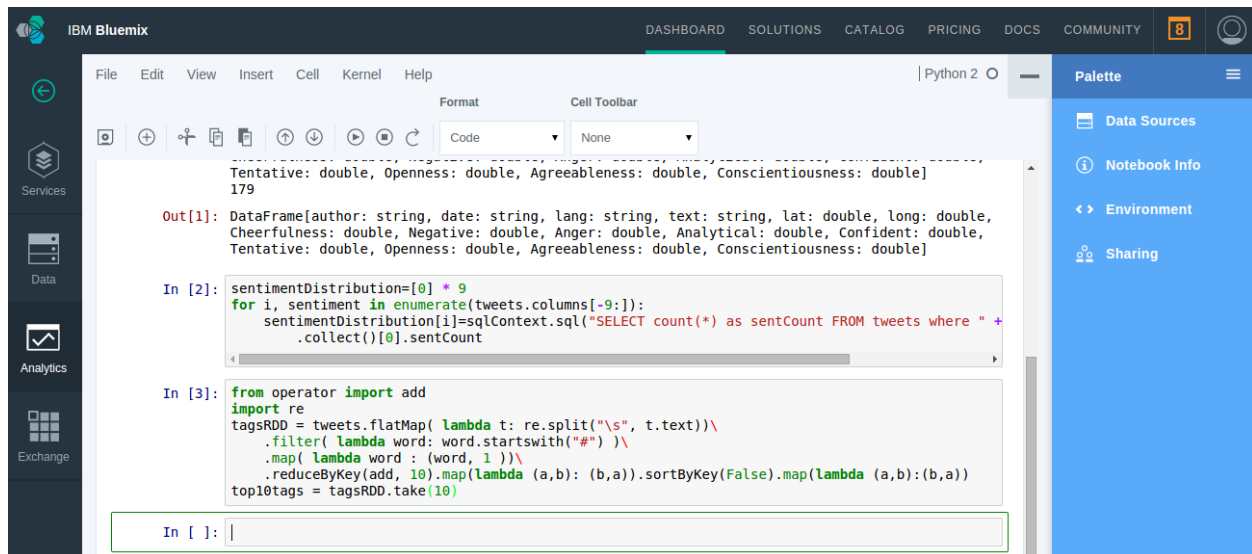 IBM Bluemix
DASHBOARD SOLUTIONS CATALOG PRICING DOCS COMMUNITY 8
File Edit View Insert Cell Kernel Help
Python 2
Format Cell Toolbar
Code None
Services
Data
Analytics
Exchange
Tentative: double, Openness: double, Agreeableness: double, Conscientiousness: double]
179
Out[1]: DataFrame[author: string, date: string, lang: string, text: string, lat: double, long: double,
Cheerfulness: double, Negative: double, Anger: double, Analytical: double, Confident: double,
Tentative: double, Openness: double, Agreeableness: double, Conscientiousness: double]
In [2]: sentimentDistribution=[0] * 9
for i, sentiment in enumerate(tweets.columns[-9:]):
sentimentDistribution[i]=sqlContext.sql("SELECT count(*) as sentCount FROM tweets where " +
.collect()[0].sentCount
In [3]: from operator import add
import re
tagsRDD = tweets.flatMap( lambda t: re.split("\s", t.text))\
.filter( lambda word: word.startswith("#") )\
.map( lambda word : (word, 1 ))\
.reduceByKey(add, 10).map(lambda (a,b): (b,a)).sortByKey(False).map(lambda (a,b):(b,a))
top10tags = tagsRDD.take(10)
In [ ]:
Palette
Data Sources
Notebook Info
Environment
Sharing